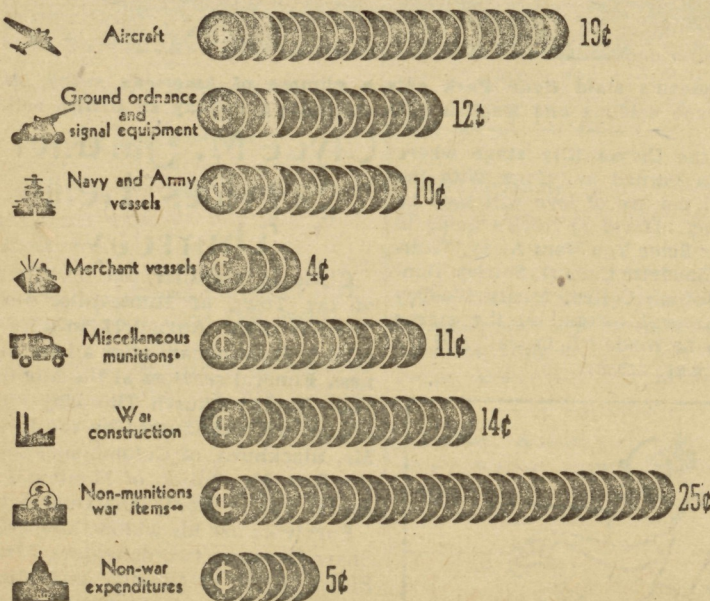 Aircraft 19¢
Ground ordnance
and
signal equipment 12¢
Navy and Army
vessels 10¢
Merchant vessels 4¢
Miscellaneous
munitions* 11¢
War
construction 14¢
Non-munitions
war items** 25¢
Non-war
expenditures 5¢